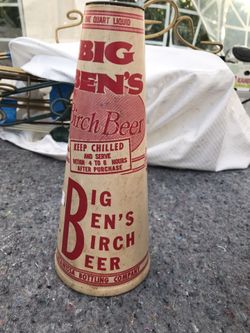 ONE QUART LIQUID
BIG
BEN'S
Birch Beer
KEEP CHILLED
AND SERVE
WITHIN 4 TO 6 HOURS
AFTER PURCHASE
BIG
BEN'S
BIRCH
BEER
BOTTLING COMPANY